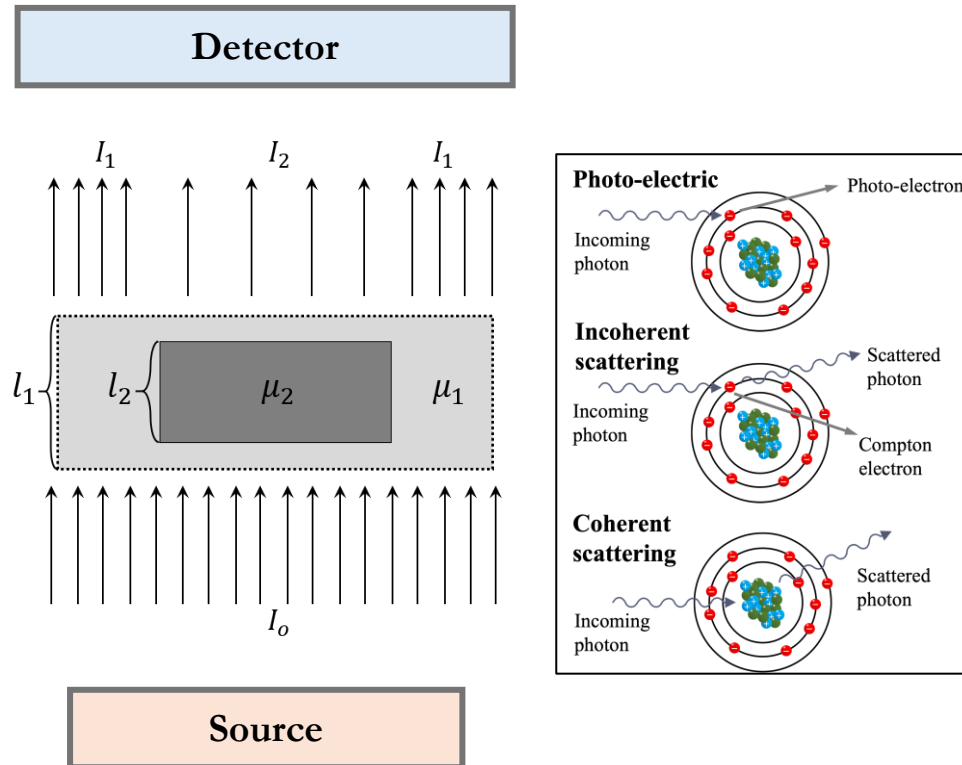 Detector
I₁ I₂ I₁
l₁ l₂ μ₂ μ₁
Iₒ
Source
Photo-electric
Photo-electron
Incoming
photon
Incoherent
scattering
Scattered
photon
Incoming
photon
Compton
electron
Coherent
scattering
Scattered
photon
Incoming
photon